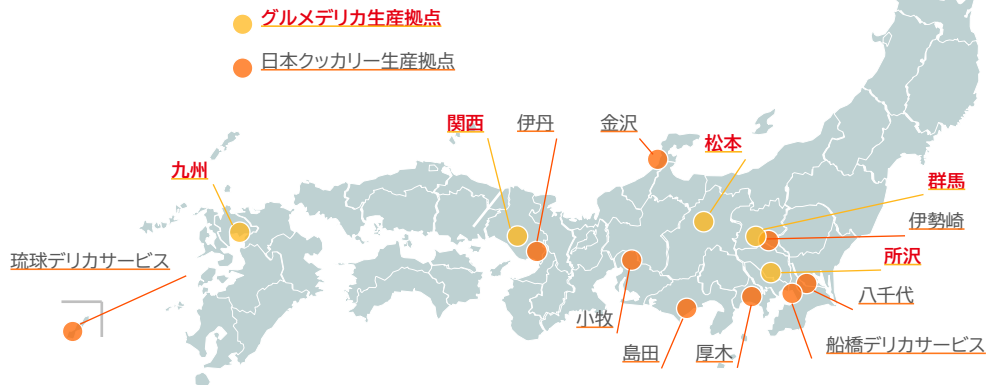 グルメデリカ生産拠点
日本クッカリー生産拠点
関西
伊丹
金沢
松本
九州
群馬
伊勢崎
琉球デリカサービス
所沢
八千代
小牧
島田
厚木
船橋デリカサービス